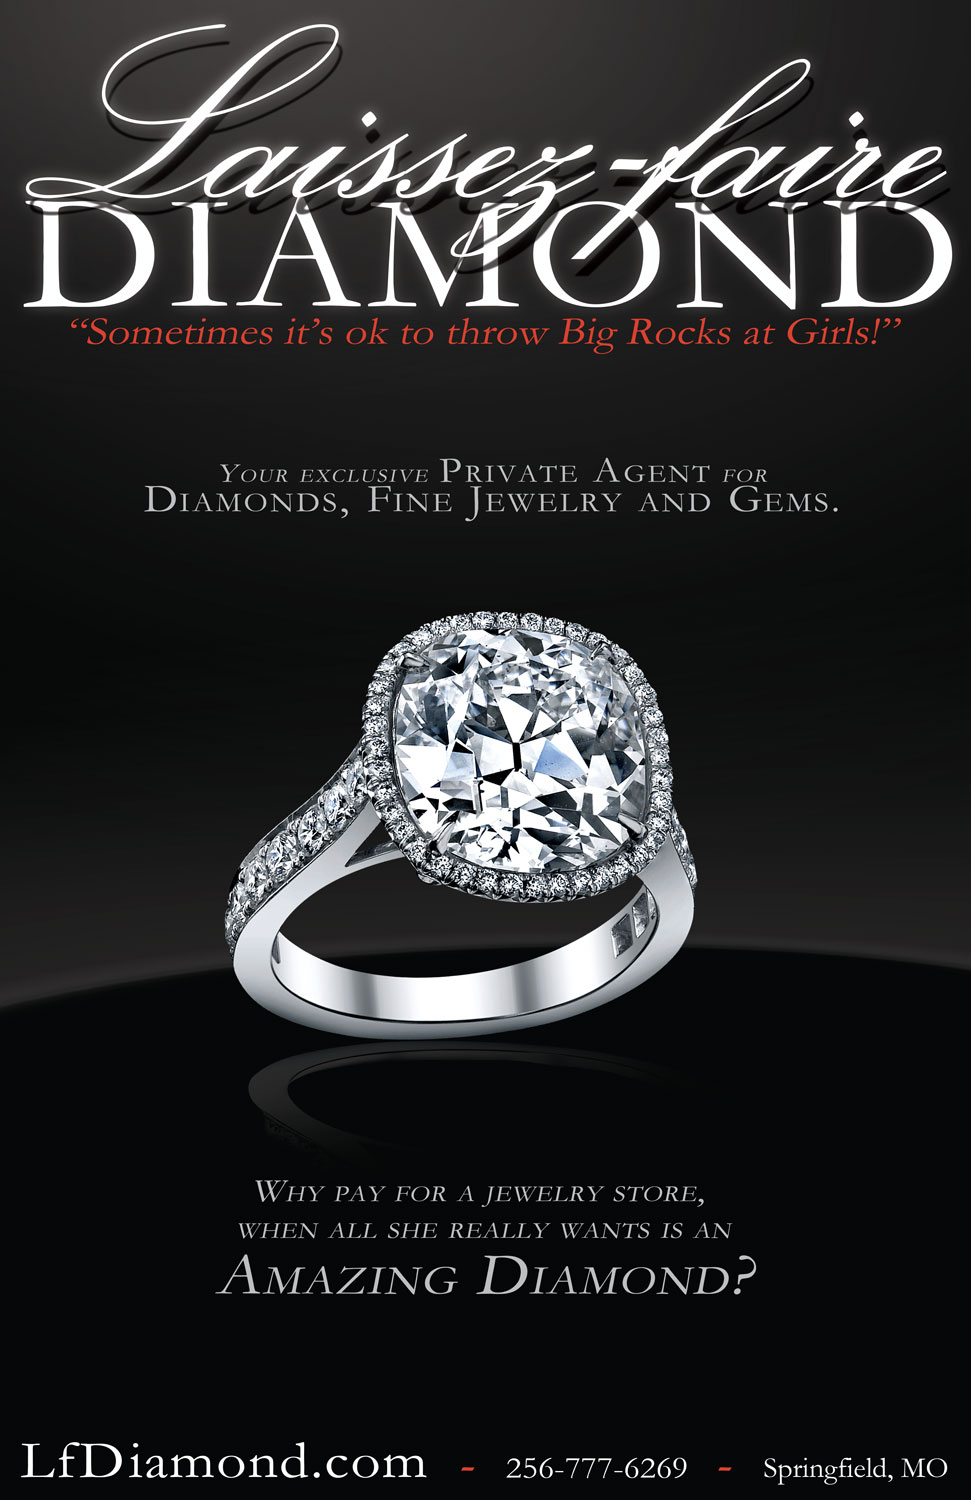 Laissez-faire
DIAMOND
“Sometimes it’s ok to throw Big Rocks at Girls!”
Your exclusive Private Agent for
Diamonds, Fine Jewelry and Gems.
Why pay for a jewelry store,
when all she really wants is an
Amazing Diamond?
LfDiamond.com - 256-777-6269 - Springfield, MO